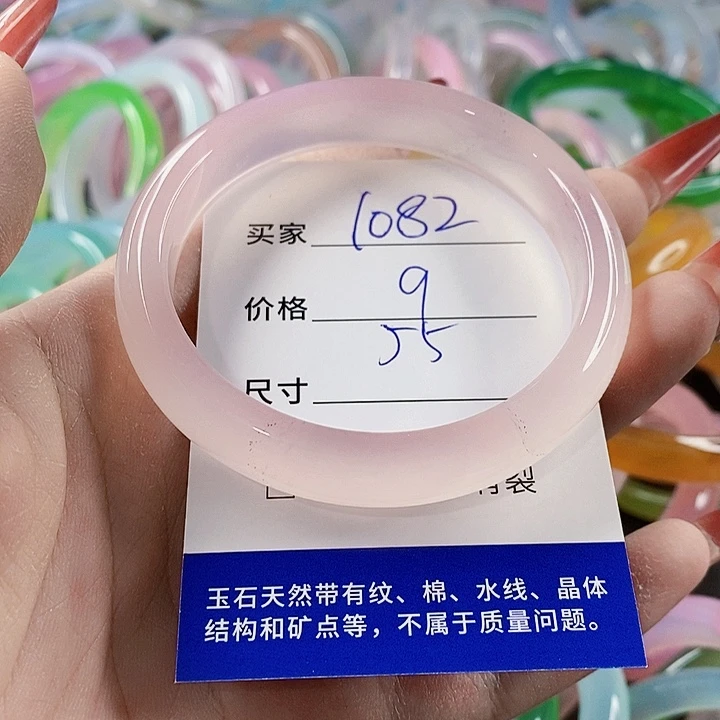 买家 1082
价格 9
55
尺寸
裂
玉石天然带有纹、棉、水线、晶体
结构和矿点等，不属于质量问题。